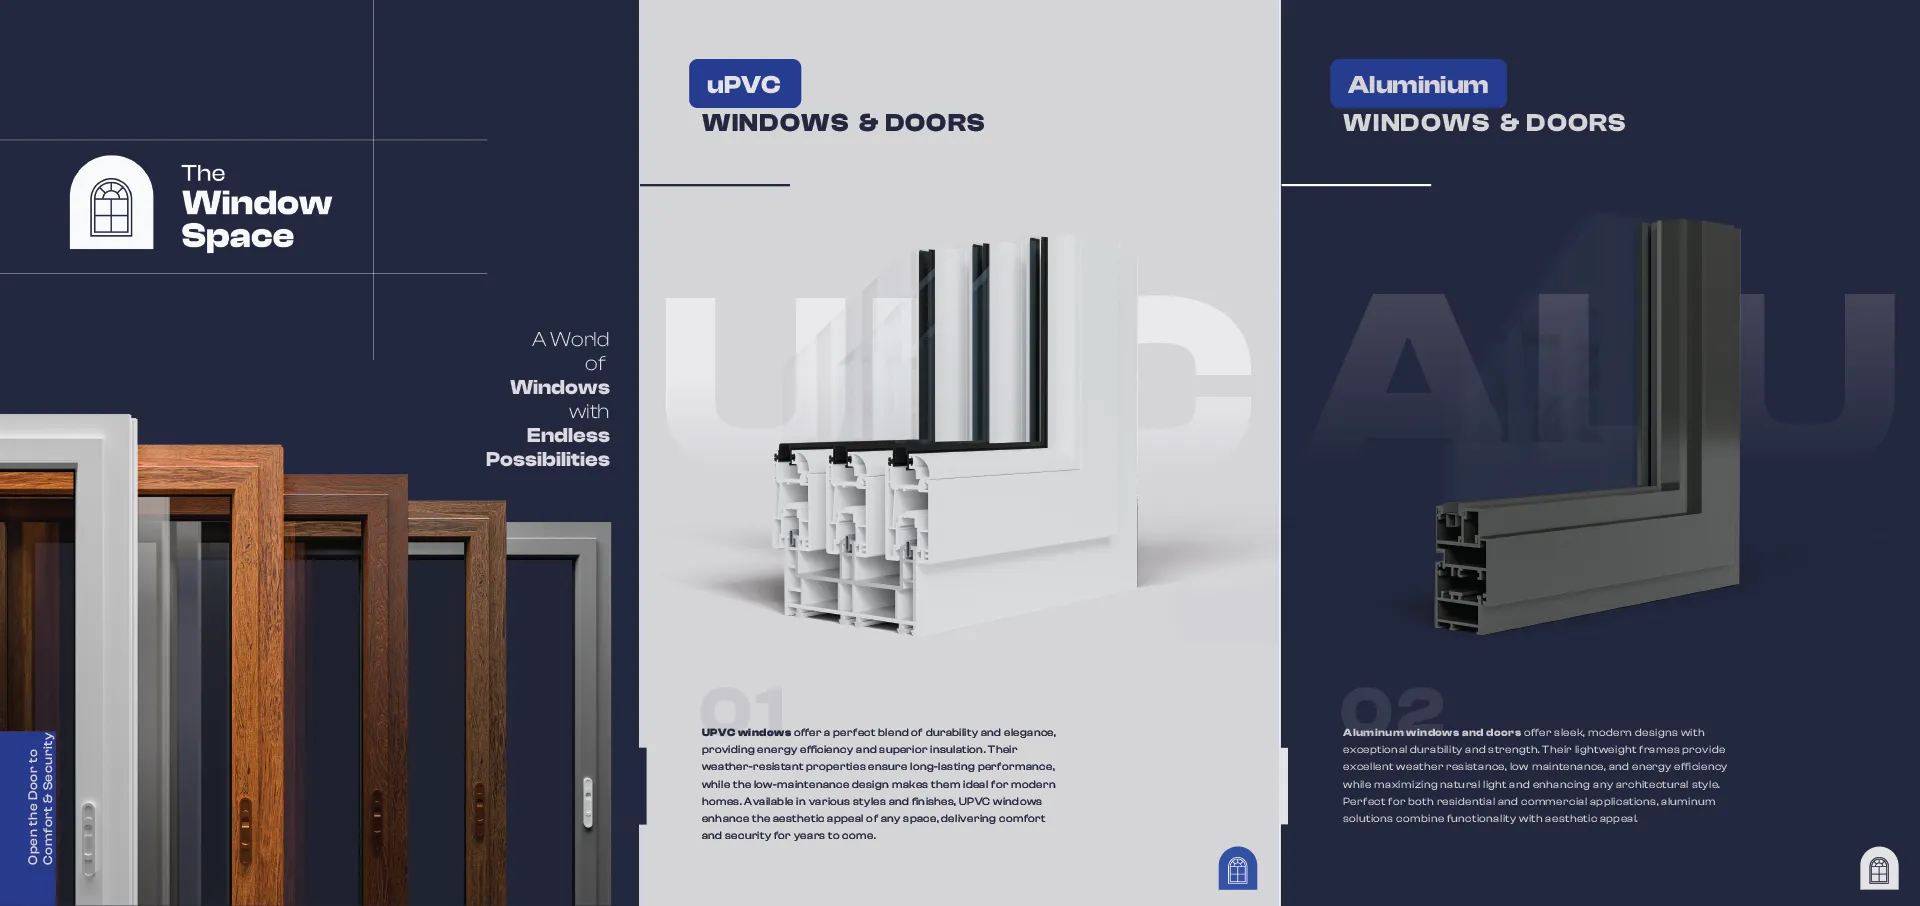 The
Window
Space
A World
of
Windows
with
Endless
Possibilities
Open the Door to
Comfort & Security
uPVC
WINDOWS & DOORS
U C
01
UPVC windows offer a perfect blend of durability and elegance,
providing energy efficiency and superior insulation. Their
weather-resistant properties ensure long-lasting performance,
while the low-maintenance design makes them ideal for modern
homes. Available in various styles and finishes, UPVC windows
enhance the aesthetic appeal of any space, delivering comfort
and security for years to come.
Aluminium
WINDOWS & DOORS
ALU
02
Aluminum windows and doors offer sleek, modern designs with
exceptional durability and strength. Their lightweight frames provide
excellent weather resistance, low maintenance, and energy efficiency
while maximizing natural light and enhancing any architectural style.
Perfect for both residential and commercial applications, aluminum
solutions combine functionality with aesthetic appeal.